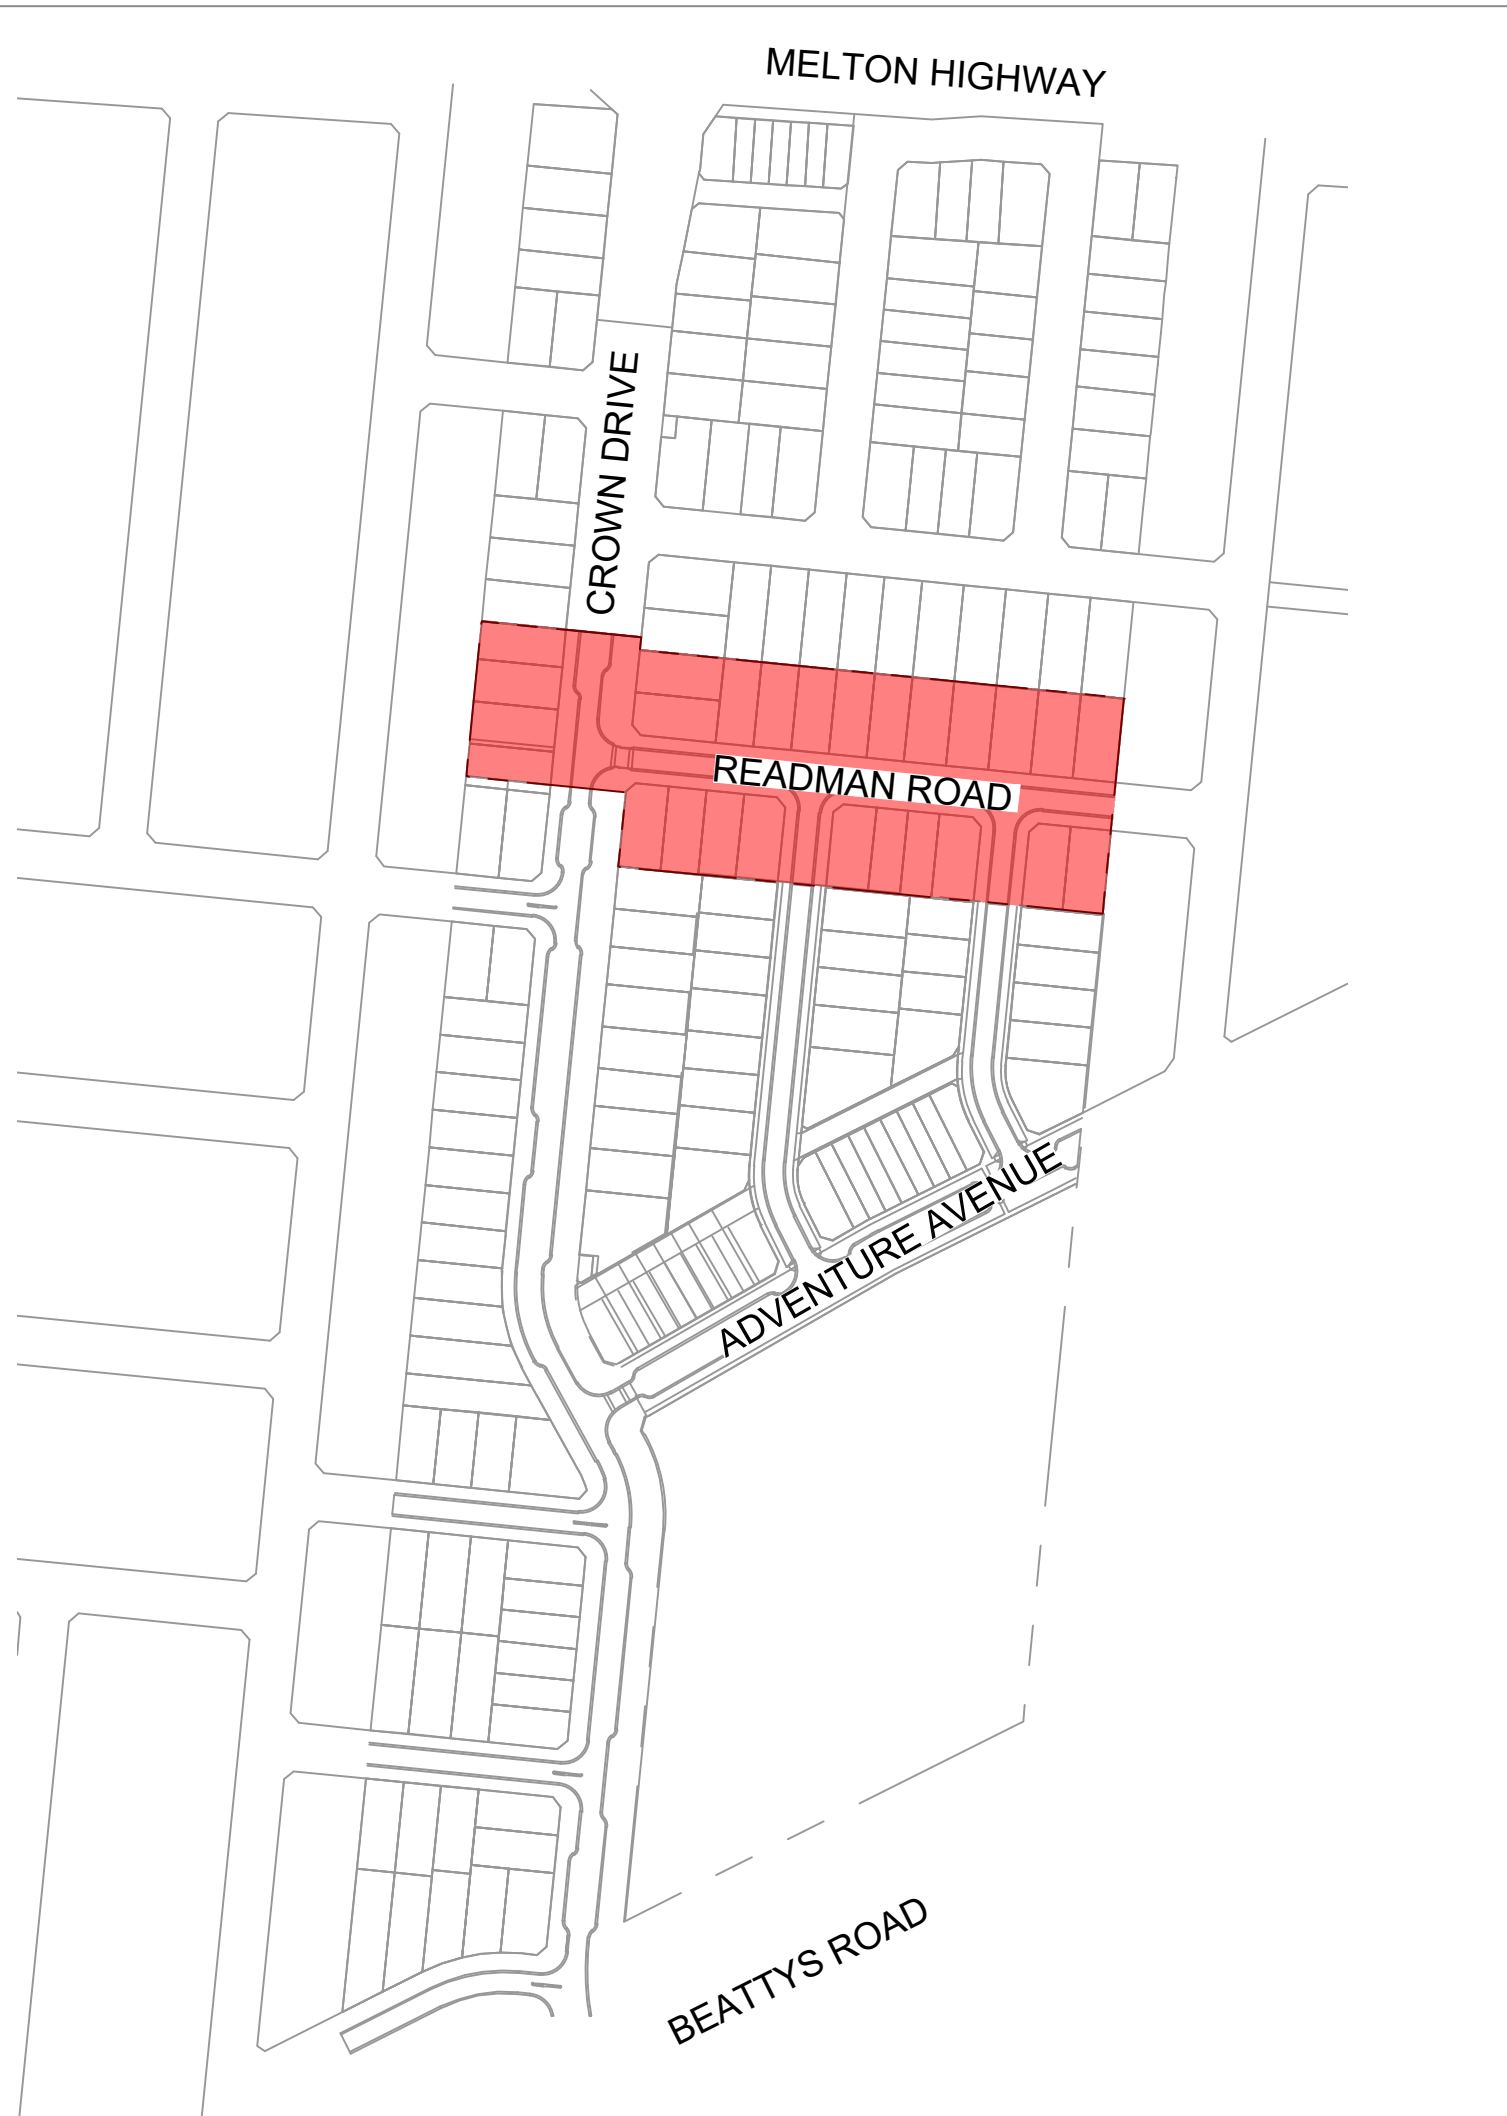 MELTON HIGHWAY
CROWN DRIVE
READMAN ROAD
ADVENTURE AVENUE
BEATTYS ROAD